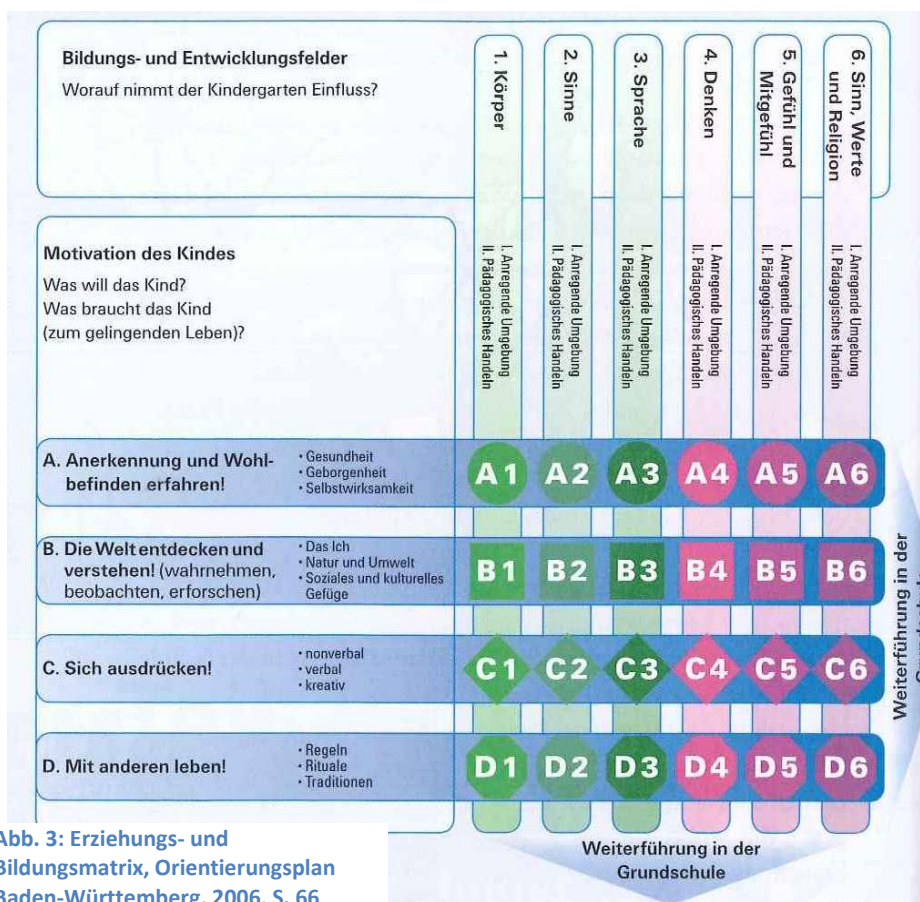 Bildungs- und Entwicklungsfelder
Worauf nimmt der Kindergarten Einfluss?
1. Körper
2. Sinne
3. Sprache
4. Denken
5. Gefühl und
Mitgefühl
6. Sinn, Werte
und Religion
Motivation des Kindes
Was will das Kind?
Was braucht das Kind
(zum gelingenden Leben)?
I. Anregende Umgebung
II. Pädagogisches Handeln
I. Anregende Umgebung
II. Pädagogisches Handeln
I. Anregende Umgebung
II. Pädagogisches Handeln
I. Anregende Umgebung
II. Pädagogisches Handeln
I. Anregende Umgebung
II. Pädagogisches Handeln
I. Anregende Umgebung
II. Pädagogisches Handeln
A. Anerkennung und Wohl-
befinden erfahren!
• Gesundheit
• Geborgenheit
• Selbstwirksamkeit
A1 A2 A3 A4 A5 A6
B. Die Welt entdecken und
verstehen! (wahrnehmen,
beobachten, erforschen)
• Das Ich
• Natur und Umwelt
• Soziales und kulturelles
Gefüge
B1 B2 B3 B4 B5 B6
C. Sich ausdrücken!
• nonverbal
• verbal
• kreativ
C1 C2 C3 C4 C5 C6
D. Mit anderen leben!
• Regeln
• Rituale
• Traditionen
D1 D2 D3 D4 D5 D6
Weiterführung in der
Weiterführung in der
Grundschule
Abb. 3: Erziehungs- und
Bildungsmatrix, Orientierungsplan
Baden-Württemberg, 2006, S. 66